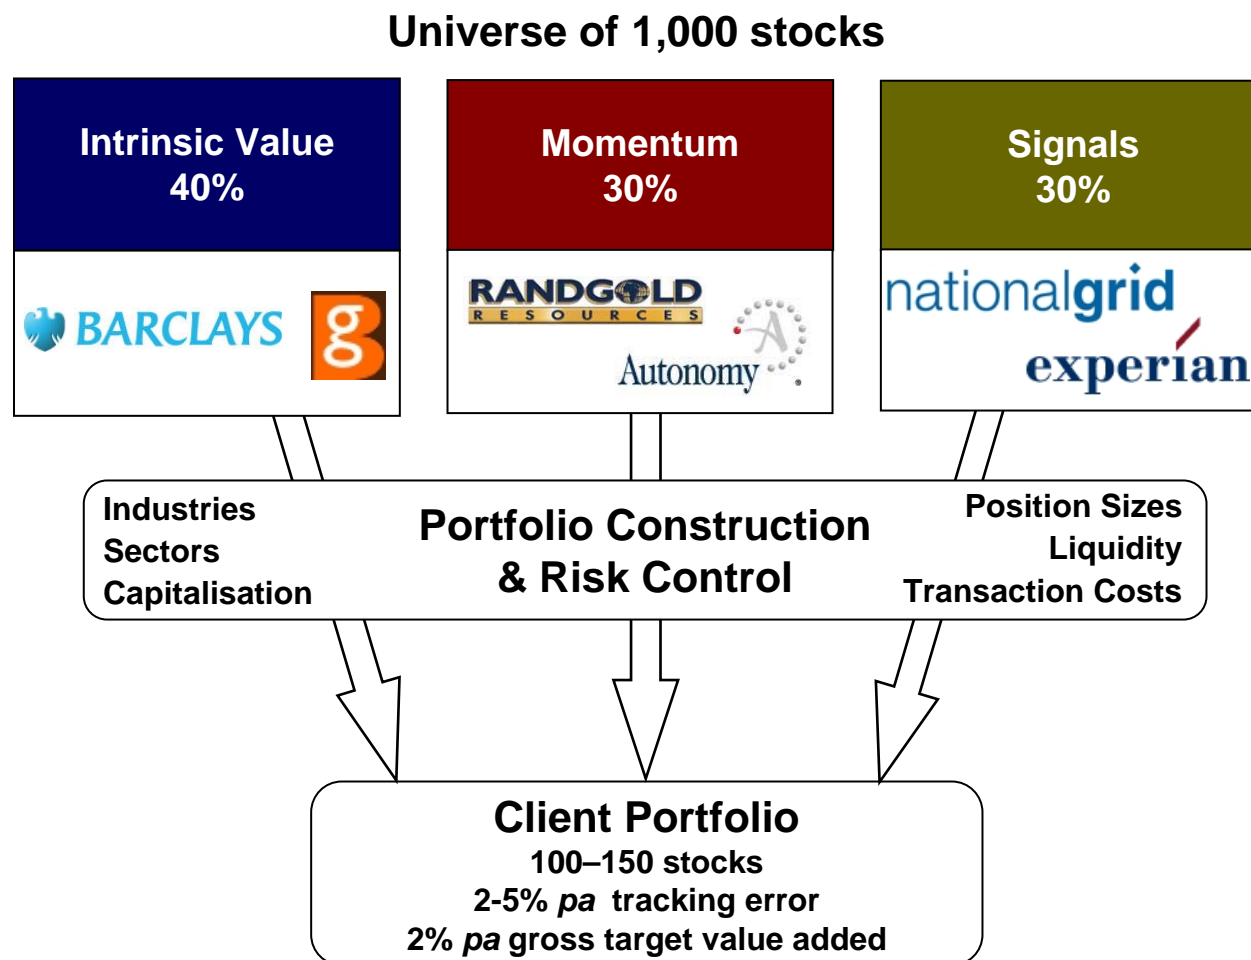 Universe of 1,000 stocks
Intrinsic Value
40%
BARCLAYS
g
Momentum
30%
RANDGOLD
RESOURCES
A
Autonomy
Signals
30%
nationalgrid
experian
Industries
Sectors
Capitalisation
Portfolio Construction
& Risk Control
Position Sizes
Liquidity
Transaction Costs
Client Portfolio
100–150 stocks
2-5% pa tracking error
2% pa gross target value added